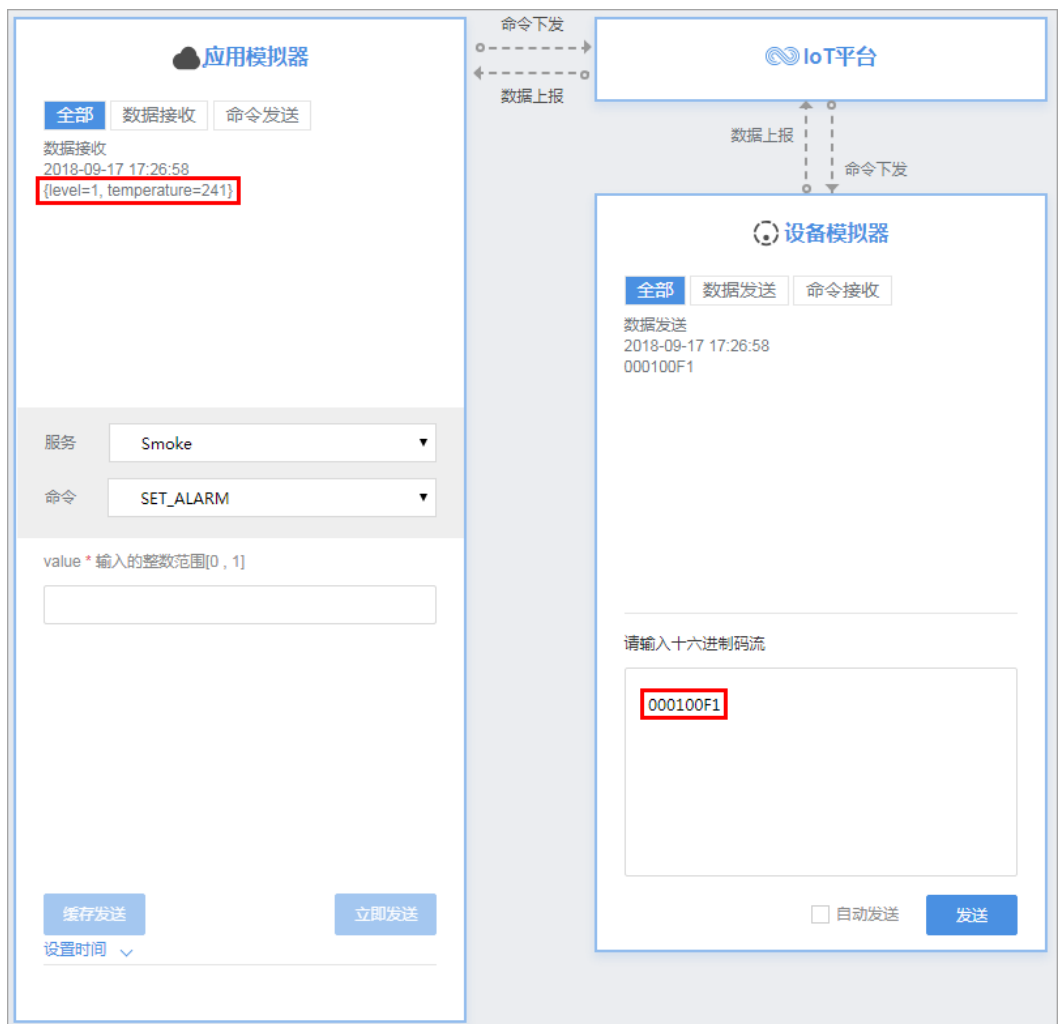 应用模拟器
全部 数据接收 命令发送
数据接收
2018-09-17 17:26:58
{level=1, temperature=241}
服务 Smoke
命令 SET_ALARM
value * 输入的整数范围[0 , 1]
缓存发送 立即发送
设置时间
命令下发
数据上报
IoT平台
数据上报
命令下发
设备模拟器
全部 数据发送 命令接收
数据发送
2018-09-17 17:26:58
000100F1
请输入十六进制码流
000100F1
自动发送 发送